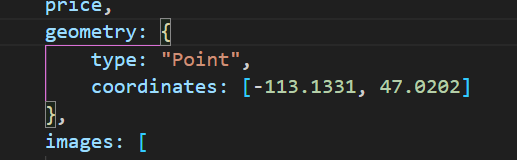 price,
geometry: {
type: "Point",
coordinates: [-113.1331, 47.0202]
},
images: [